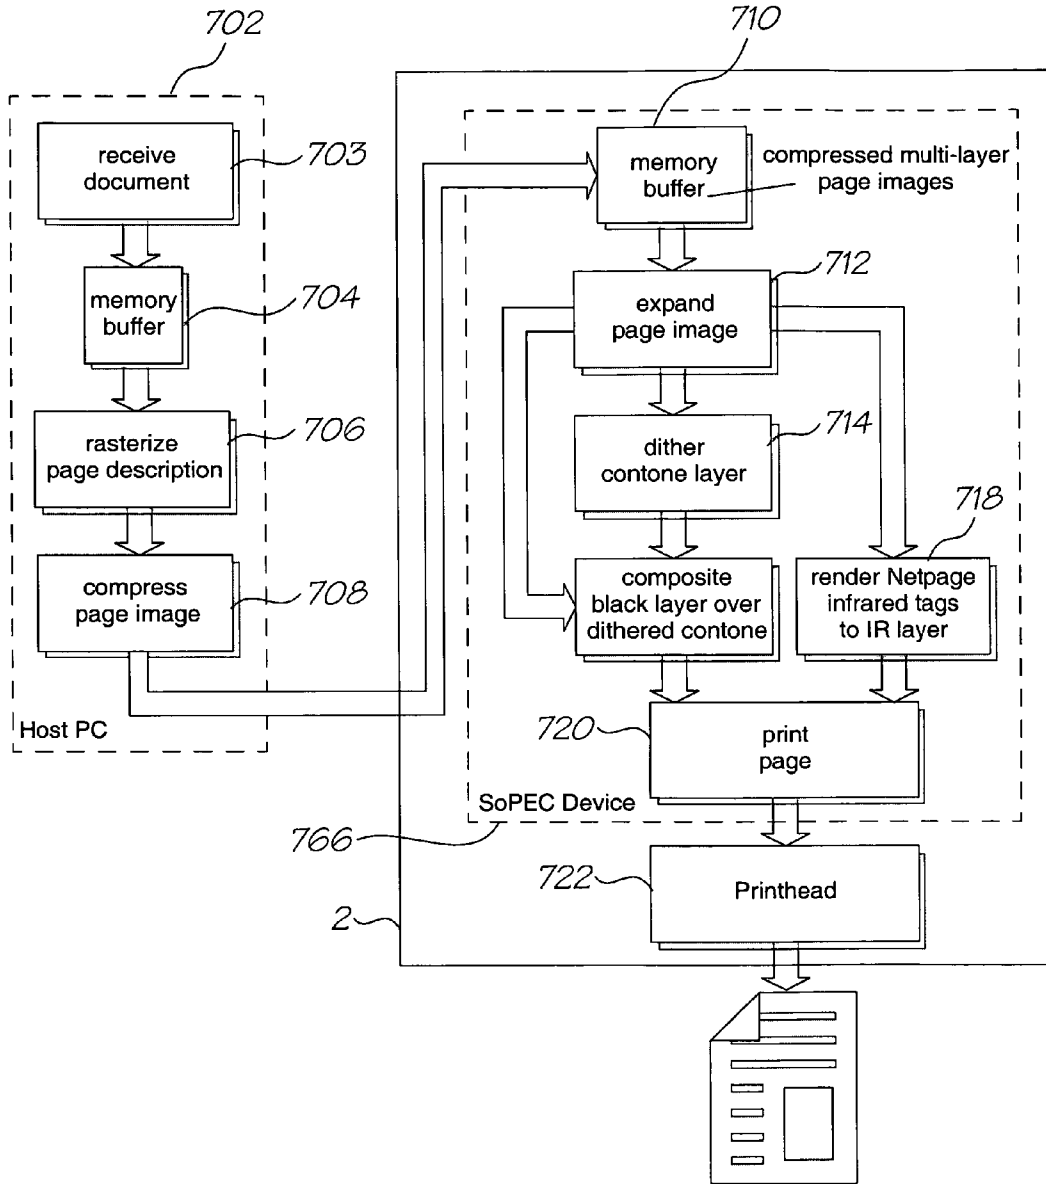 702
receive
document
703
memory
buffer
704
rasterize
page description
706
compress
page image
708
Host PC
710
memory
buffer
compressed multi-layer
page images
expand
page image
712
dither
contone layer
714
composite
black layer over
dithered contone
718
render Netpage
infrared tags
to IR layer
720
print
page
SoPEC Device
766
722
Printhead
2